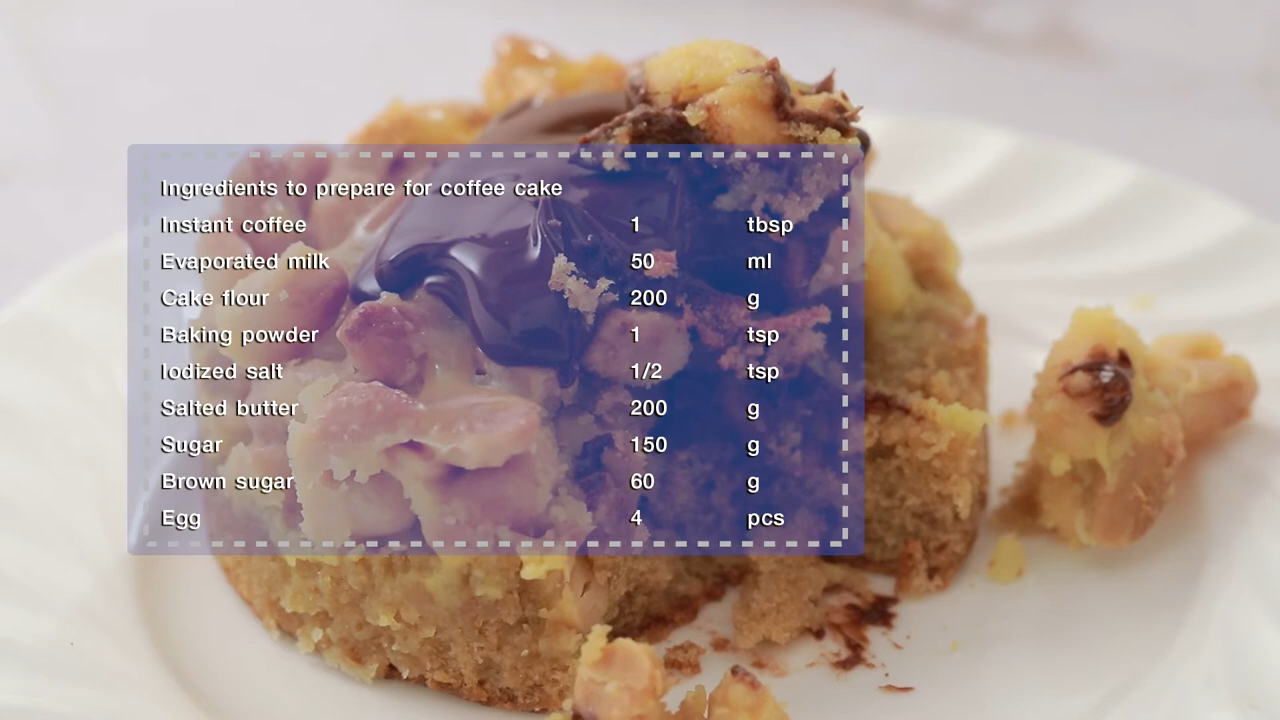 Ingredients to prepare for coffee cake
Instant coffee 1 tbsp
Evaporated milk 50 ml
Cake flour 200 g
Baking powder 1 tsp
Iodized salt 1/2 tsp
Salted butter 200 g
Sugar 150 g
Brown sugar 60 g
Egg 4 pcs